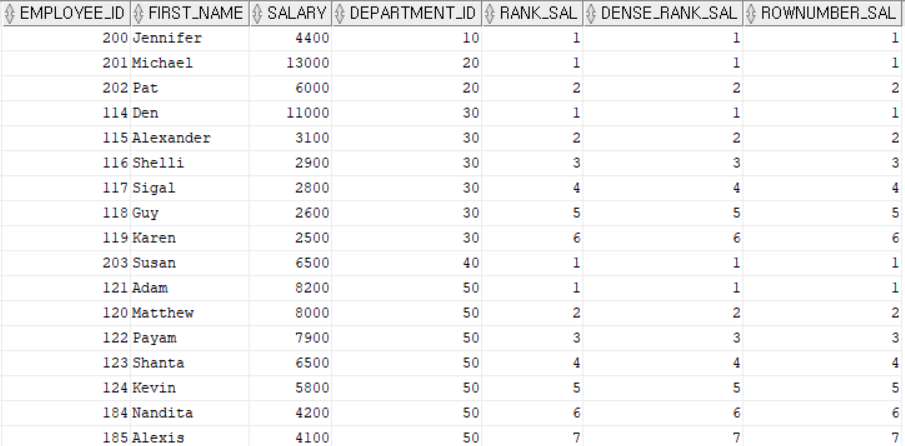 EMPLOYEE_ID FIRST_NAME SALARY DEPARTMENT_ID RANK_SAL DENSE_RANK_SAL ROWNUMBER_SAL
200 Jennifer 4400 10 1 1 1
201 Michael 13000 20 1 1 1
202 Pat 6000 20 2 2 2
114 Den 11000 30 1 1 1
115 Alexander 3100 30 2 2 2
116 Shelli 2900 30 3 3 3
117 Sigal 2800 30 4 4 4
118 Guy 2600 30 5 5 5
119 Karen 2500 30 6 6 6
203 Susan 6500 40 1 1 1
121 Adam 8200 50 1 1 1
120 Matthew 8000 50 2 2 2
122 Payam 7900 50 3 3 3
123 Shanta 6500 50 4 4 4
124 Kevin 5800 50 5 5 5
184 Nandita 4200 50 6 6 6
185 Alexis 4100 50 7 7 7